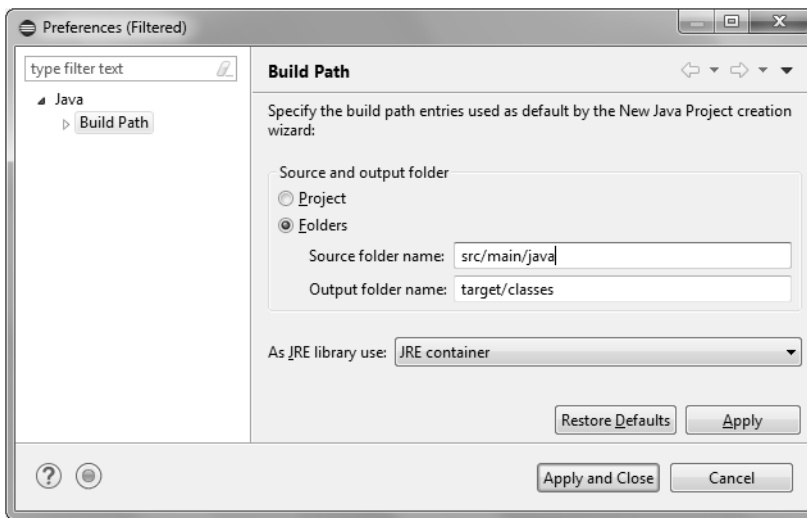 Preferences (Filtered)
type filter text
Java
Build Path
Build Path
Specify the build path entries used as default by the New Java Project creation
wizard:
Source and output folder
Project
Folders
Source folder name: src/main/java
Output folder name: target/classes
As JRE library use: JRE container
Restore Defaults Apply
Apply and Close Cancel